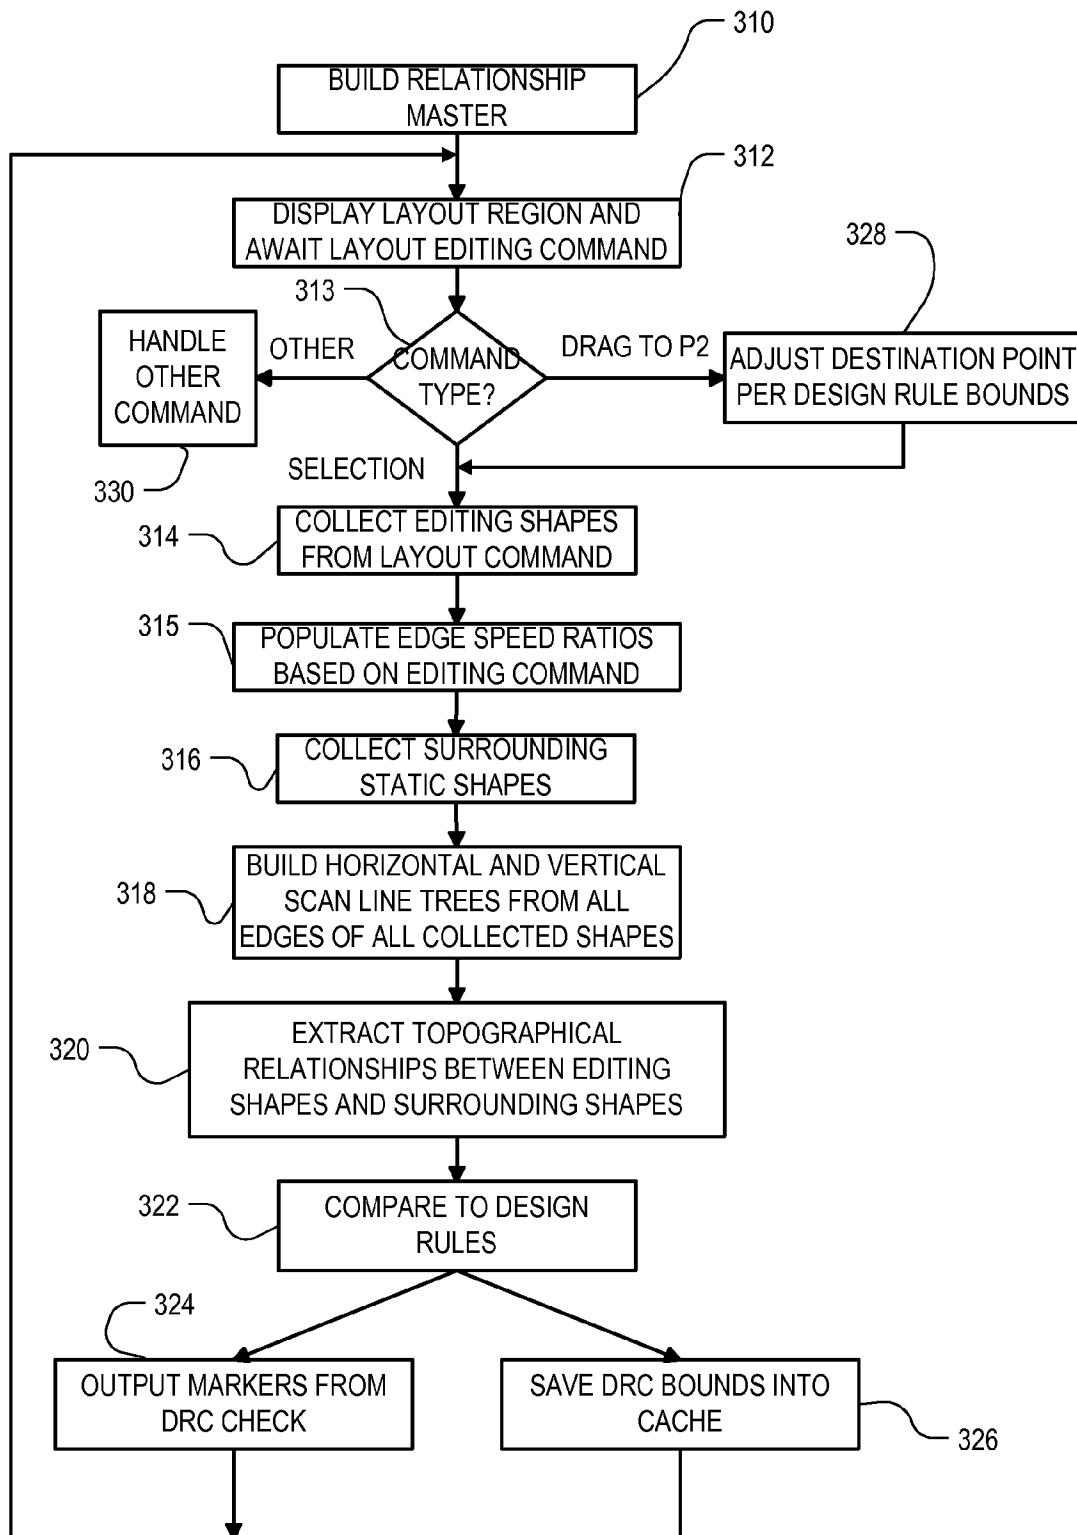 310
BUILD RELATIONSHIP
MASTER
312
DISPLAY LAYOUT REGION AND
AWAIT LAYOUT EDITING COMMAND
328
313
HANDLE
OTHER
COMMAND
OTHER
COMMAND
TYPE?
DRAG TO P2
ADJUST DESTINATION POINT
PER DESIGN RULE BOUNDS
330
SELECTION
314
COLLECT EDITING SHAPES
FROM LAYOUT COMMAND
315
POPULATE EDGE SPEED RATIOS
BASED ON EDITING COMMAND
316
COLLECT SURROUNDING
STATIC SHAPES
318
BUILD HORIZONTAL AND VERTICAL
SCAN LINE TREES FROM ALL
EDGES OF ALL COLLECTED SHAPES
320
EXTRACT TOPOGRAPHICAL
RELATIONSHIPS BETWEEN EDITING
SHAPES AND SURROUNDING SHAPES
322
COMPARE TO DESIGN
RULES
324
OUTPUT MARKERS FROM
DRC CHECK
SAVE DRC BOUNDS INTO
CACHE
326